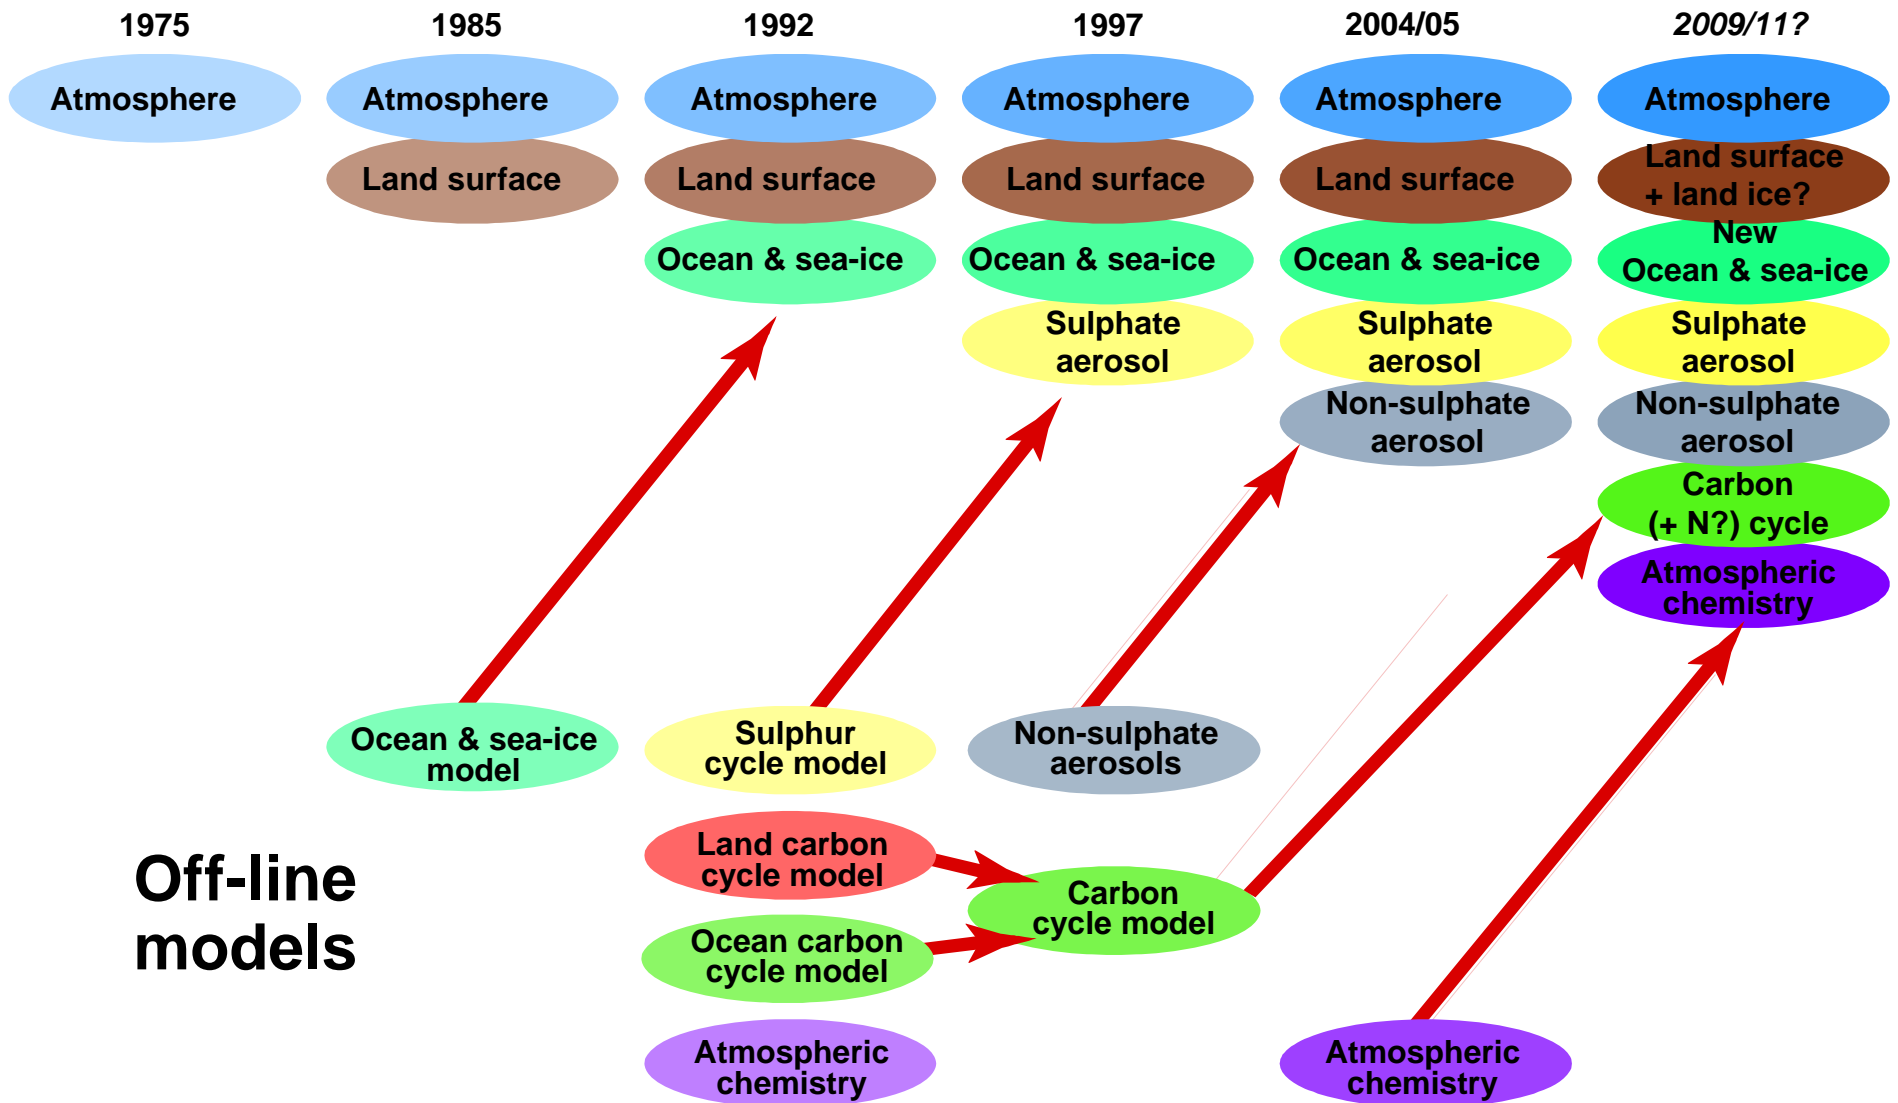 1975
1985
1992
1997
2004/05
2009/11?
Atmosphere
Atmosphere
Atmosphere
Atmosphere
Atmosphere
Atmosphere
Land surface
Land surface
Land surface
Land surface
Land surface
+ land ice?
Ocean & sea-ice
Ocean & sea-ice
Ocean & sea-ice
New
Ocean & sea-ice
Sulphate
aerosol
Sulphate
aerosol
Sulphate
aerosol
Non-sulphate
aerosol
Non-sulphate
aerosol
Carbon
(+ N?) cycle
Atmospheric
chemistry
Ocean & sea-ice
model
Sulphur
cycle model
Non-sulphate
aerosols
Land carbon
cycle model
Carbon
cycle model
Ocean carbon
cycle model
Off-line
models
Atmospheric
chemistry
Atmospheric
chemistry